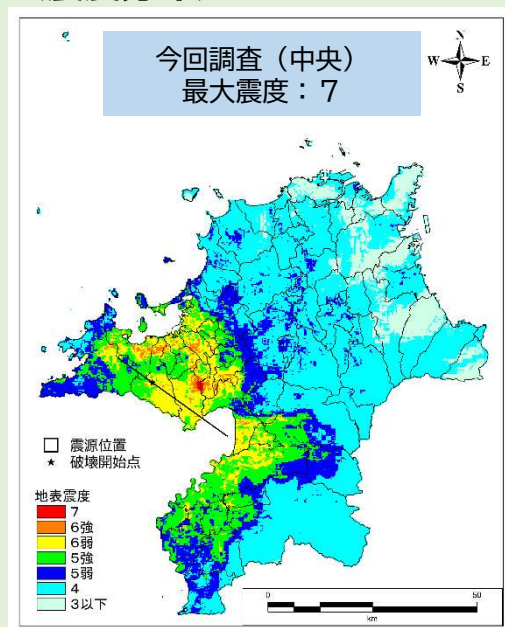 今回調査（中央）
最大震度：７
N
W
E
S
震源位置
★ 破壊開始点
地表震度
7
6強
6弱
5強
5弱
4
3以下
0
50
km